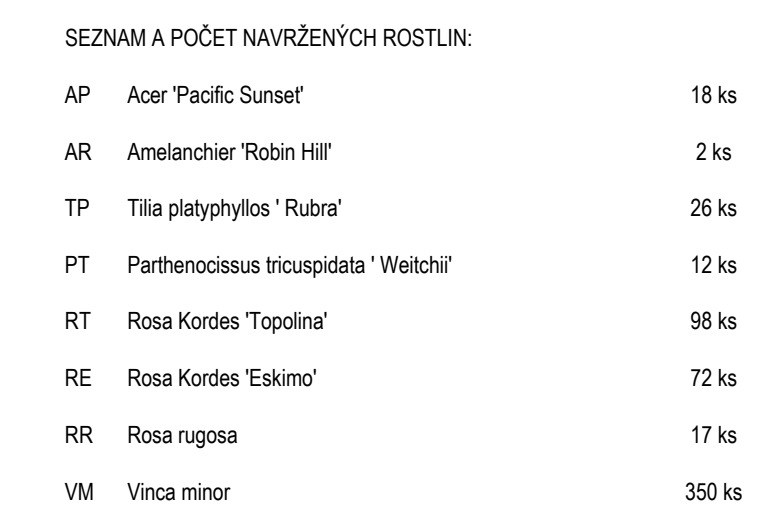 SEZNAM A POČET NAVRŽENÝCH ROSTLIN:
AP Acer 'Pacific Sunset' 18 ks
AR Amelanchier 'Robin Hill' 2 ks
TP Tilia platyphyllos ' Rubra' 26 ks
PT Parthenocissus tricuspidata ' Weitchii' 12 ks
RT Rosa Kordes 'Topolina' 98 ks
RE Rosa Kordes 'Eskimo' 72 ks
RR Rosa rugosa 17 ks
VM Vinca minor 350 ks